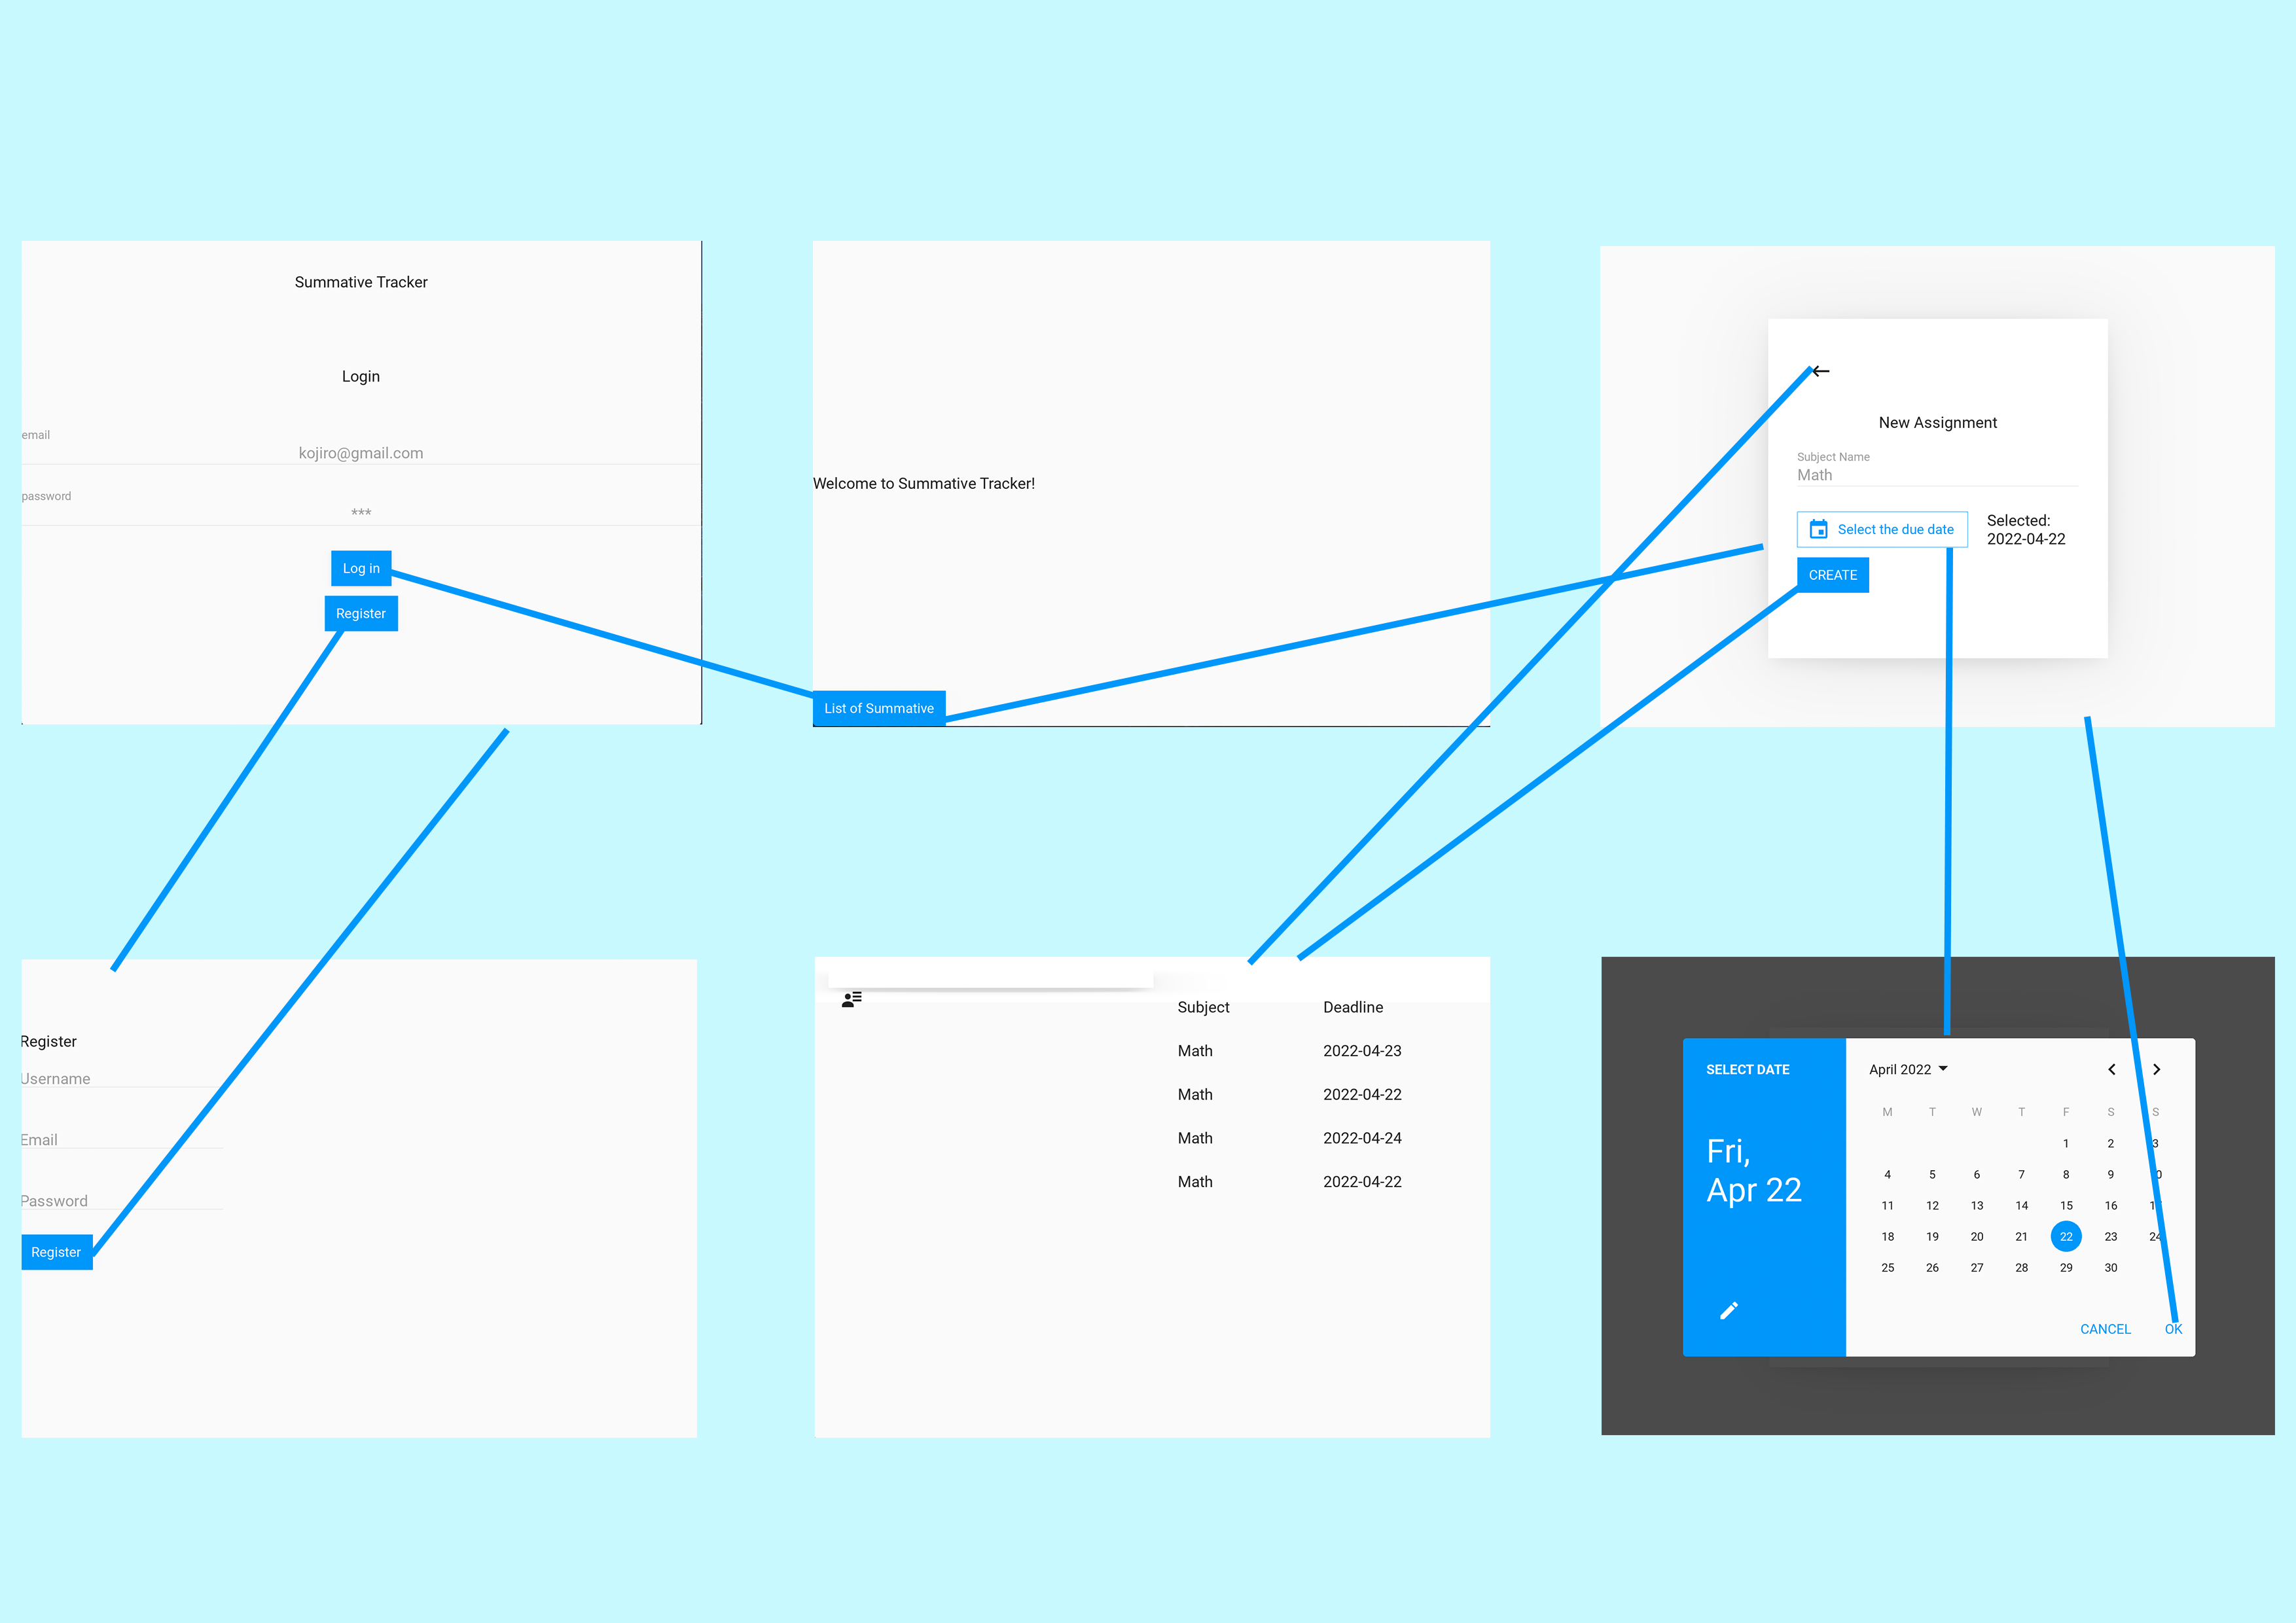 Summative Tracker
Login
email
kojiro@gmail.com
password
***
Log in
Register
Welcome to Summative Tracker!
List of Summative
New Assignment
Subject Name
Math
Select the due date
Selected:
2022-04-22
CREATE
Register
Username
Email
Password
Register
Subject Deadline
Math 2022-04-23
Math 2022-04-22
Math 2022-04-24
Math 2022-04-22
SELECT DATE
Fri,
Apr 22
April 2022
M T W T F S S
1 2 3
4 5 6 7 8 9
11 12 13 14 15 16
18 19 20 21 22 23 24
25 26 27 28 29 30
CANCEL OK